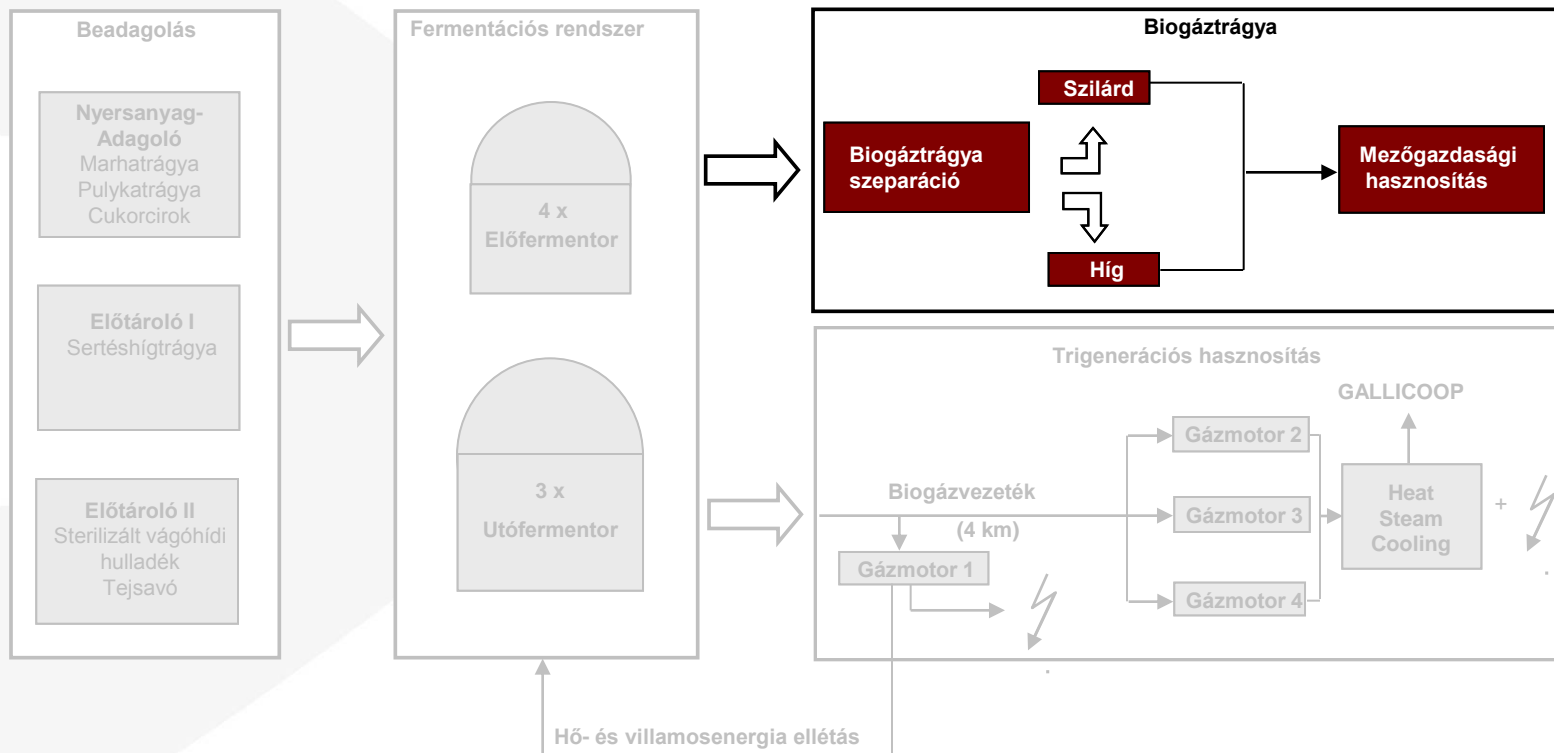 Beadagolás
Nyersanyag-
Adagoló
Marhatrágya
Pulykatrágya
Cukorcirok
Előtároló I
Sertéshígtrágya
Előtároló II
Sterilizált vágóhídi
hulladék
Tejsavó
Fermentációs rendszer
4 x
Előfermentor
3 x
Utófermentor
Biogáztrágya
Biogáztrágya
szeparáció
Szilárd
Híg
Mezőgazdasági
hasznosítás
Trigenerációs hasznosítás
Biogázvezeték
(4 km)
Gázmotor 1
Gázmotor 2
Gázmotor 3
Gázmotor 4
GALLICOOP
Heat
Steam
Cooling
+
.
.
Hő- és villamosenergia ellétás